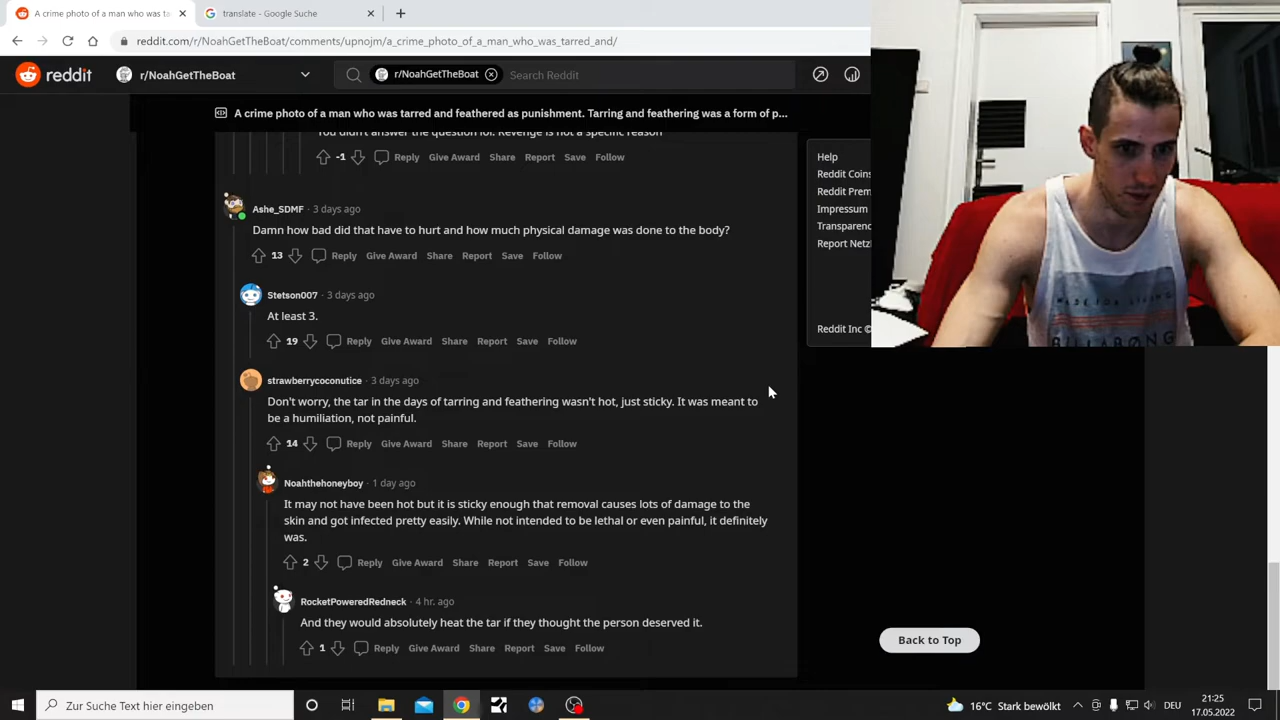 A crime photo of a man who was ta
translate - Google Suche
reddit.com/r/NoahGetTheBoat/comments/uptyys/a_crime_photo_of_a_man_who_was_tarred_and/
reddit
r/NoahGetTheBoat
r/NoahGetTheBoat
Search Reddit
A crime photo of a man who was tarred and feathered as punishment. Tarring and feathering was a form of p...
You didn't answer the question lol. Revenge is not a specific reason
-1 Reply Give Award Share Report Save Follow
3 days ago
Damn how bad did that have to hurt and how much physical damage was done to the body?
13 Reply Give Award Share Report Save Follow
Stetson007 · 3 days ago
At least 3.
19 Reply Give Award Share Report Save Follow
strawberrycoconutice · 3 days ago
Don't worry, the tar in the days of tarring and feathering wasn't hot, just sticky. It was meant to
be a humiliation, not painful.
14 Reply Give Award Share Report Save Follow
Noahthehoneyboy · 1 day ago
It may not have been hot but it is sticky enough that removal causes lots of damage to the
skin and got infected pretty easily. While not intended to be lethal or even painful, it definitely
was.
2 Reply Give Award Share Report Save Follow
RocketPoweredRedneck · 4 hr. ago
And they would absolutely heat the tar if they thought the person deserved it.
1 Reply Give Award Share Report Save Follow
Help
Reddit Coins
Reddit Prem
Impressum
Transparenc
Report Netz
Reddit Inc ©
MADE FOR LIVING
BILLABONG
Back to Top
Zur Suche Text hier eingeben
16°C Stark bewölkt
DEU
21:25
17.05.2022